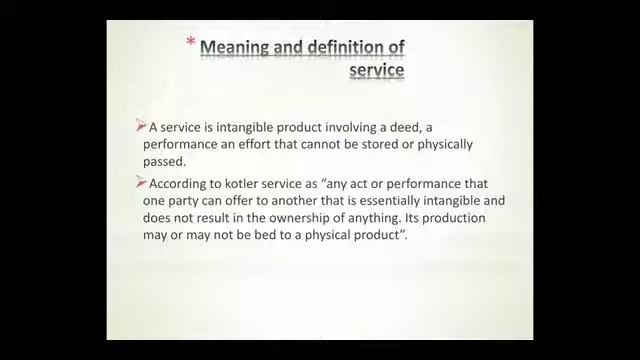 * Meaning and definition of
service
A service is intangible product involving a deed, a
performance an effort that cannot be stored or physically
passed.
According to kotler service as “any act or performance that
one party can offer to another that is essentially intangible and
does not result in the ownership of anything. Its production
may or may not be bed to a physical product”.